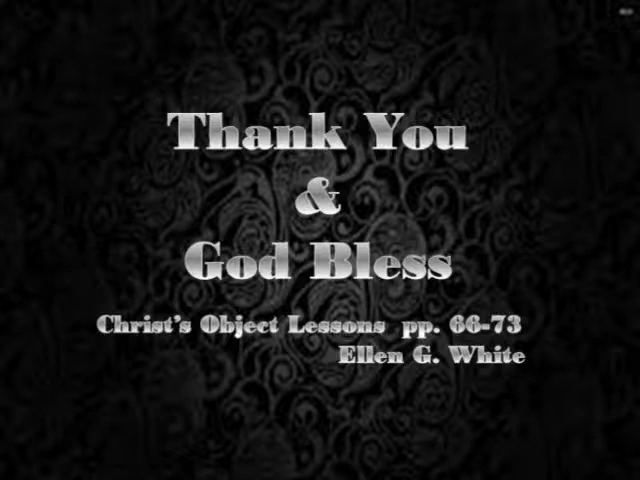 Thank You
&
God Bless
Christ's Object Lessons pp. 66-73
Ellen G. White